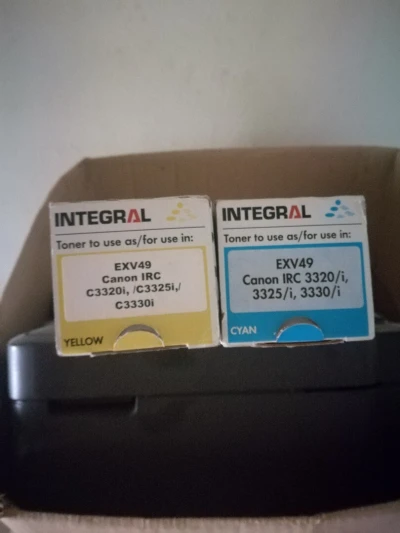 INTEGRAL
Toner to use as/for use in:
EXV49
Canon IRC
C3320i, /C3325i,/
C3330i
YELLOW
INTEGRAL
Toner to use as/for use in:
EXV49
Canon IRC 3320/i,
3325/i, 3330/i
CYAN